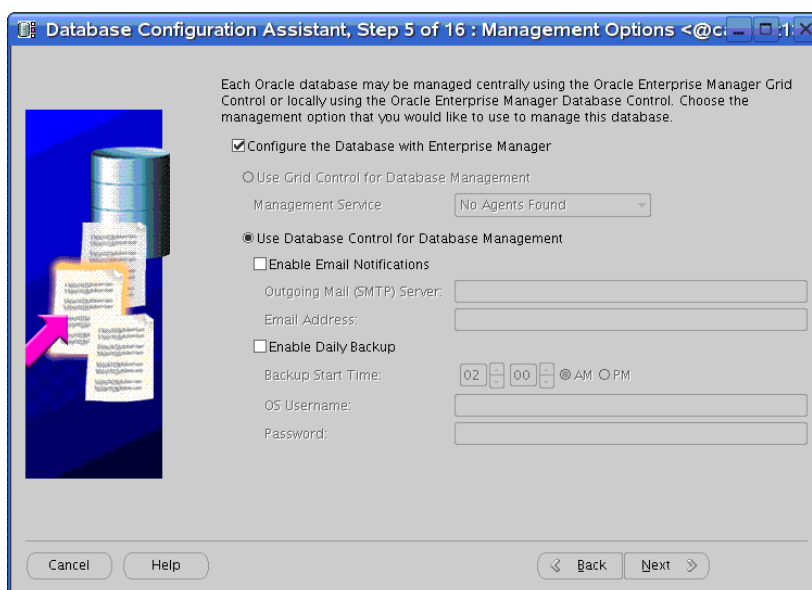 Database Configuration Assistant, Step 5 of 16 : Management Options <@ca
Each Oracle database may be managed centrally using the Oracle Enterprise Manager Grid
Control or locally using the Oracle Enterprise Manager Database Control. Choose the
management option that you would like to use to manage this database.
Configure the Database with Enterprise Manager
Use Grid Control for Database Management
Management Service No Agents Found
Use Database Control for Database Management
Enable Email Notifications
Outgoing Mail (SMTP) Server:
Email Address:
Enable Daily Backup
Backup Start Time: 02 00 AM PM
OS Username:
Password:
Cancel Help Back Next